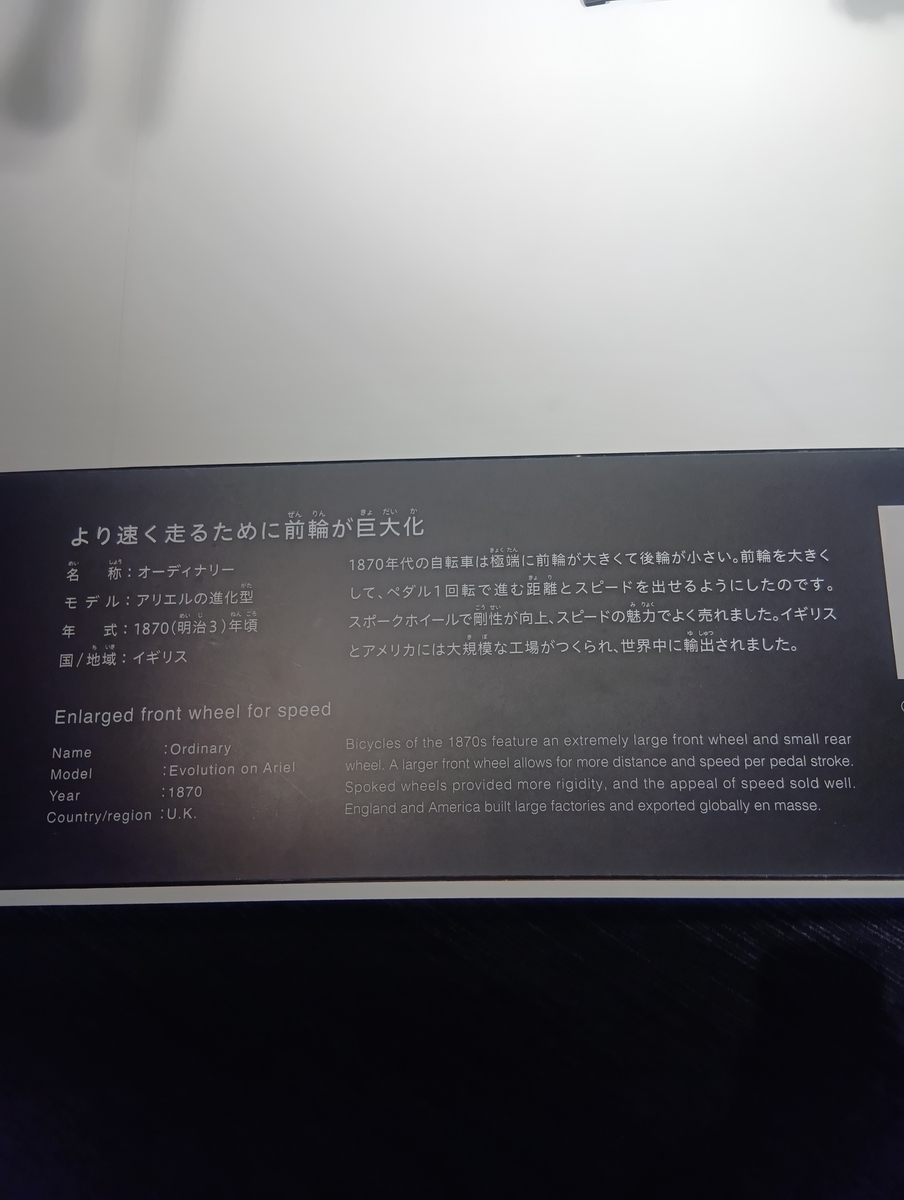 より速く走るために前輪が巨大化
名 称：オーディナリー
モデル：アリエルの進化型
年 式：1870(明治3)年頃
国/地域：イギリス
1870年代の自転車は極端に前輪が大きくて後輪が小さい。前輪を大きく
して、ペダル1回転で進む距離とスピードを出せるようにしたのです。
スポークホイールで剛性が向上、スピードの魅力でよく売れました。イギリス
とアメリカには大規模な工場がつくられ、世界中に輸出されました。
Enlarged front wheel for speed
Name :Ordinary
Model :Evolution on Ariel
Year :1870
Country/region :U.K.
Bicycles of the 1870s feature an extremely large front wheel and small rear
wheel. A larger front wheel allows for more distance and speed per pedal stroke.
Spoked wheels provided more rigidity, and the appeal of speed sold well.
England and America built large factories and exported globally en masse.